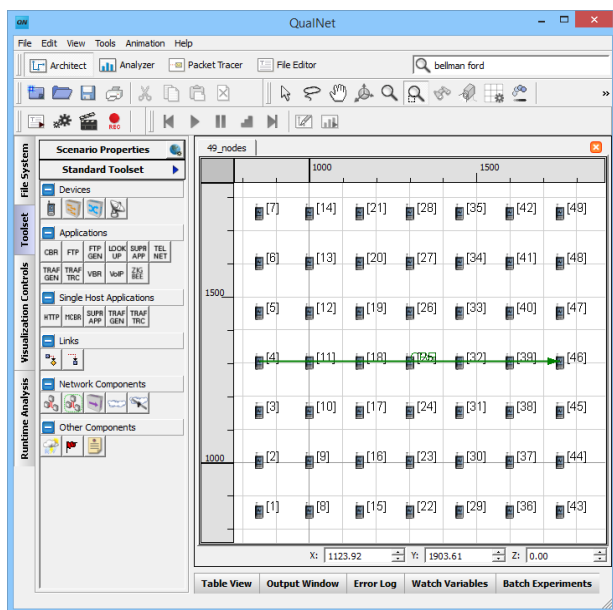 QN QualNet
File Edit View Tools Animation Help
Architect Analyzer Packet Tracer File Editor bellman ford
»
REC
File System
Toolset
Visualization Controls
Runtime Analysis
Scenario Properties
Standard Toolset
Devices
Applications
CBR FTP FTP GEN LOOK UP SUPR APP TEL NET
TRAF GEN TRAF TRC VBR VoIP ZIG BEE
Single Host Applications
HTTP MCBR SUPR APP TRAF GEN TRAF TRC
Links
Network Components
Other Components
49_nodes
1000 1500
[7] [14] [21] [28] [35] [42] [49]
[6] [13] [20] [27] [34] [41] [48]
1500
[5] [12] [19] [26] [33] [40] [47]
[4] [11] [18] [25] [32] [39] [46]
[3] [10] [17] [24] [31] [38] [45]
1000
[2] [9] [16] [23] [30] [37] [44]
[1] [8] [15] [22] [29] [36] [43]
X: 1123.92 Y: 1903.61 Z: 0.00
Table View Output Window Error Log Watch Variables Batch Experiments